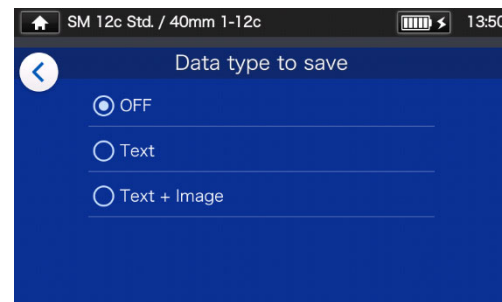 SM 12c Std. / 40mm 1-12c 13:50
Data type to save
OFF
Text
Text + Image